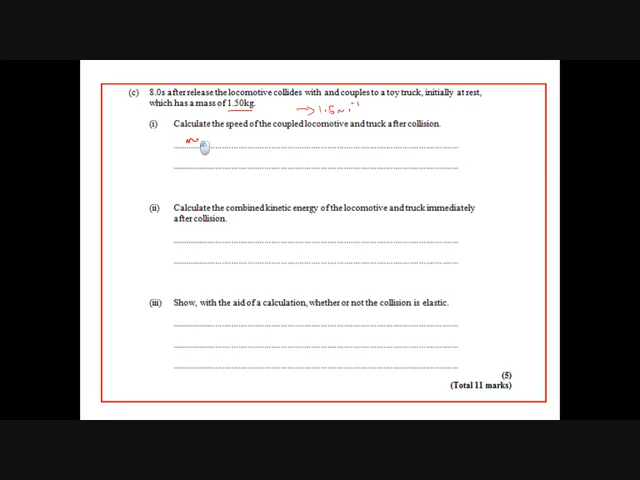 (c) 8.0s after release the locomotive collides with and couples to a toy truck, initially at rest,
which has a mass of 1.50kg.
(i) Calculate the speed of the coupled locomotive and truck after collision.
(ii) Calculate the combined kinetic energy of the locomotive and truck immediately
after collision.
(iii) Show, with the aid of a calculation, whether or not the collision is elastic.
(5)
(Total 11 marks)